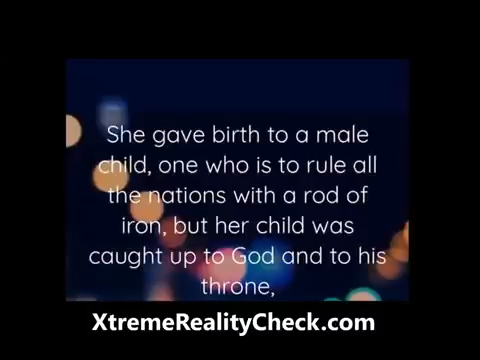 She gave birth to a male
child, one who is to rule all
the nations with a rod of
iron, but her child was
caught up to God and to his
throne,
XtremeRealityCheck.com